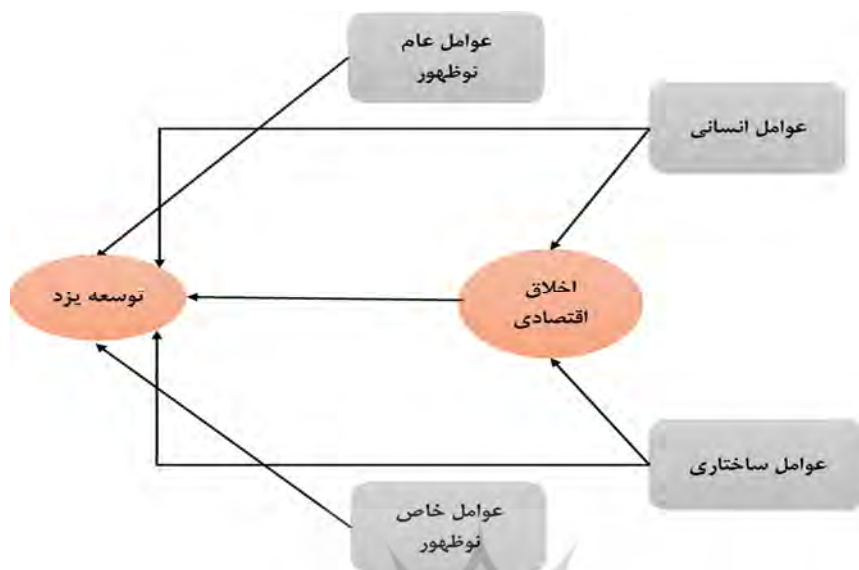 عوامل عام
نوظهور
عوامل انسانی
اخلاق
اقتصادی
توسعه یزد
عوامل ساختاری
عوامل خاص
نوظهور